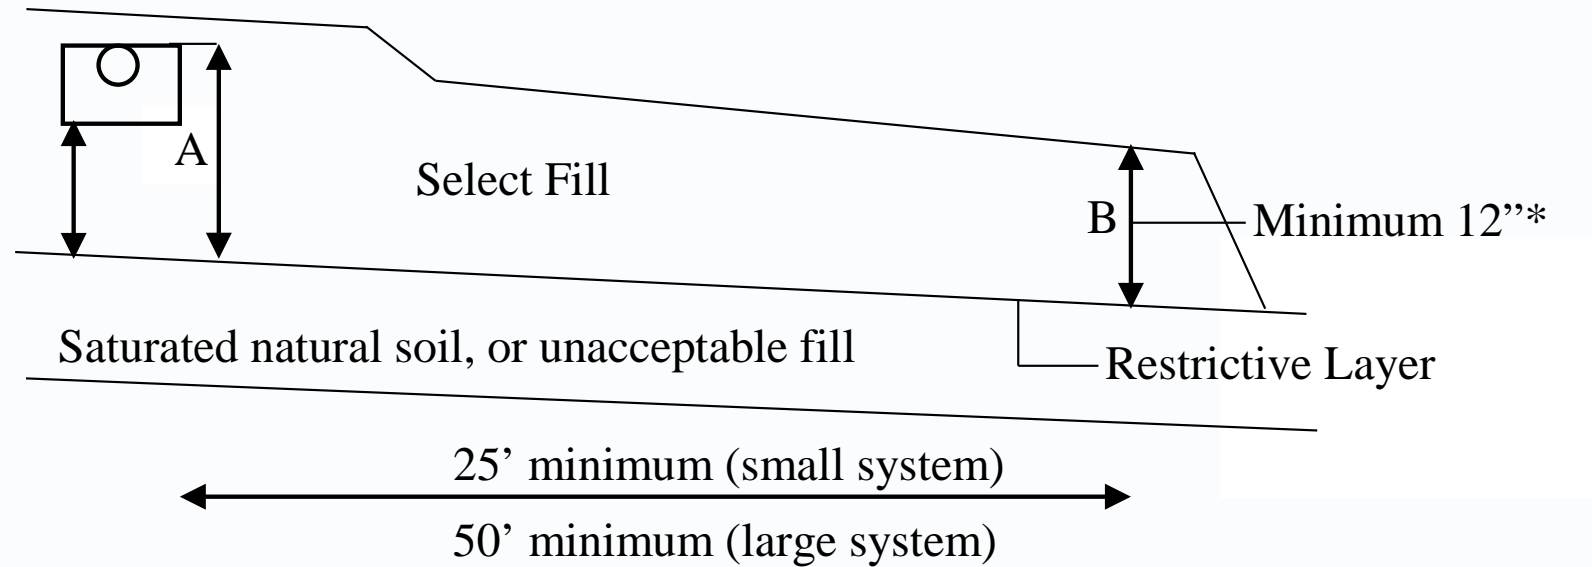 A
Select Fill
B
Minimum 12”*
Saturated natural soil, or unacceptable fill
Restrictive Layer
25’ minimum (small system)
50’ minimum (large system)